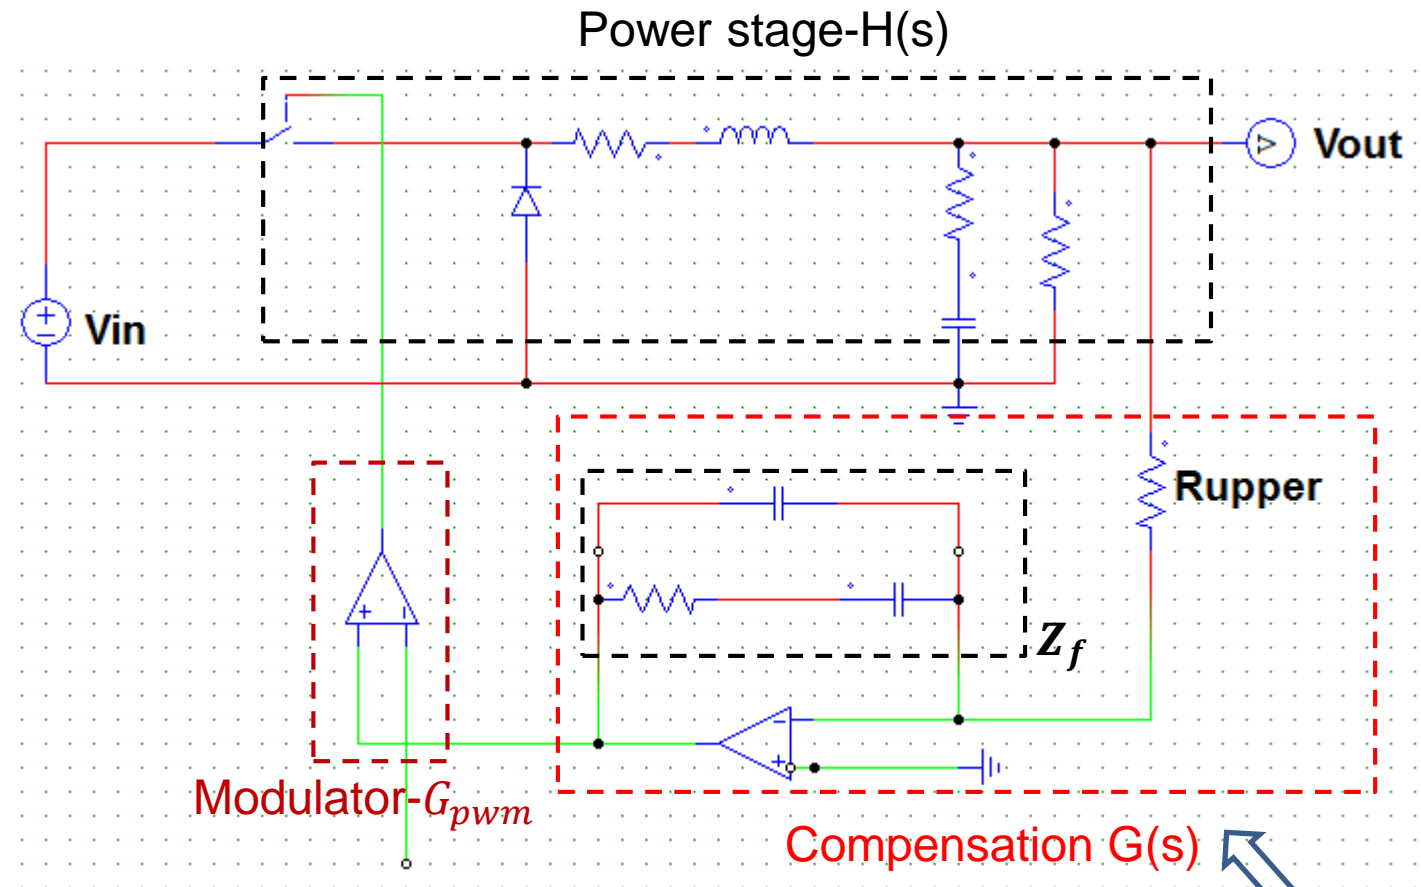 Power stage-H(s)
Vout
Vin
Rupper
Z_f
Modulator-G_pwm
Compensation G(s)